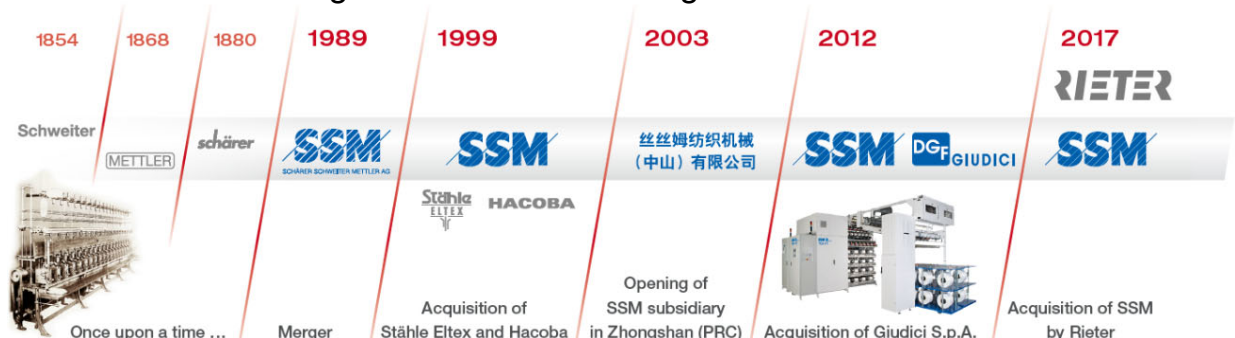 1854
Schweiter
1868
METTLER
1880
schärer
Once upon a time ...
1989
SSM
SCHÄRER SCHWEITER METTLER AG
Merger
1999
SSM
Stähle
ELTEX
HACOBA
Acquisition of
Stähle Eltex and Hacoba
2003
丝丝姆纺织机械
（中山）有限公司
Opening of
SSM subsidiary
in Zhongshan (PRC)
2012
SSM
DGF GIUDICI
Acquisition of Giudici S.p.A.
2017
RIETER
SSM
Acquisition of SSM
by Rieter